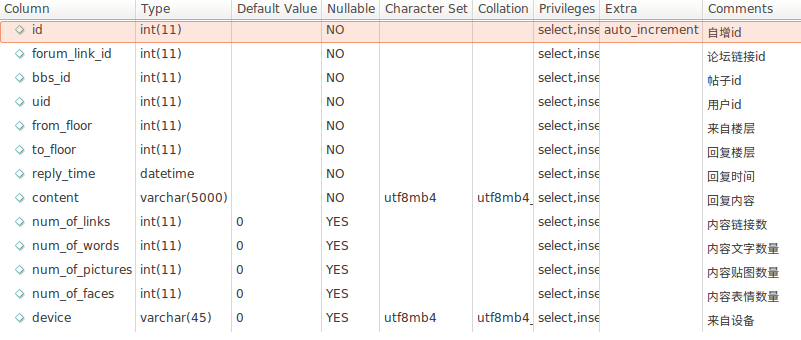 Column Type Default Value Nullable Character Set Collation Privileges Extra Comments
id int(11) NO select,inse auto_increment 自增id
forum_link_id int(11) NO select,inse 论坛链接id
bbs_id int(11) NO select,inse 帖子id
uid int(11) NO select,inse 用户id
from_floor int(11) NO select,inse 来自楼层
to_floor int(11) NO select,inse 回复楼层
reply_time datetime NO select,inse 回复时间
content varchar(5000) NO utf8mb4 utf8mb4_ select,inse 回复内容
num_of_links int(11) 0 YES select,inse 内容链接数
num_of_words int(11) 0 YES select,inse 内容文字数量
num_of_pictures int(11) 0 YES select,inse 内容贴图数量
num_of_faces int(11) 0 YES select,inse 内容表情数量
device varchar(45) 0 YES utf8mb4 utf8mb4_ select,inse 来自设备